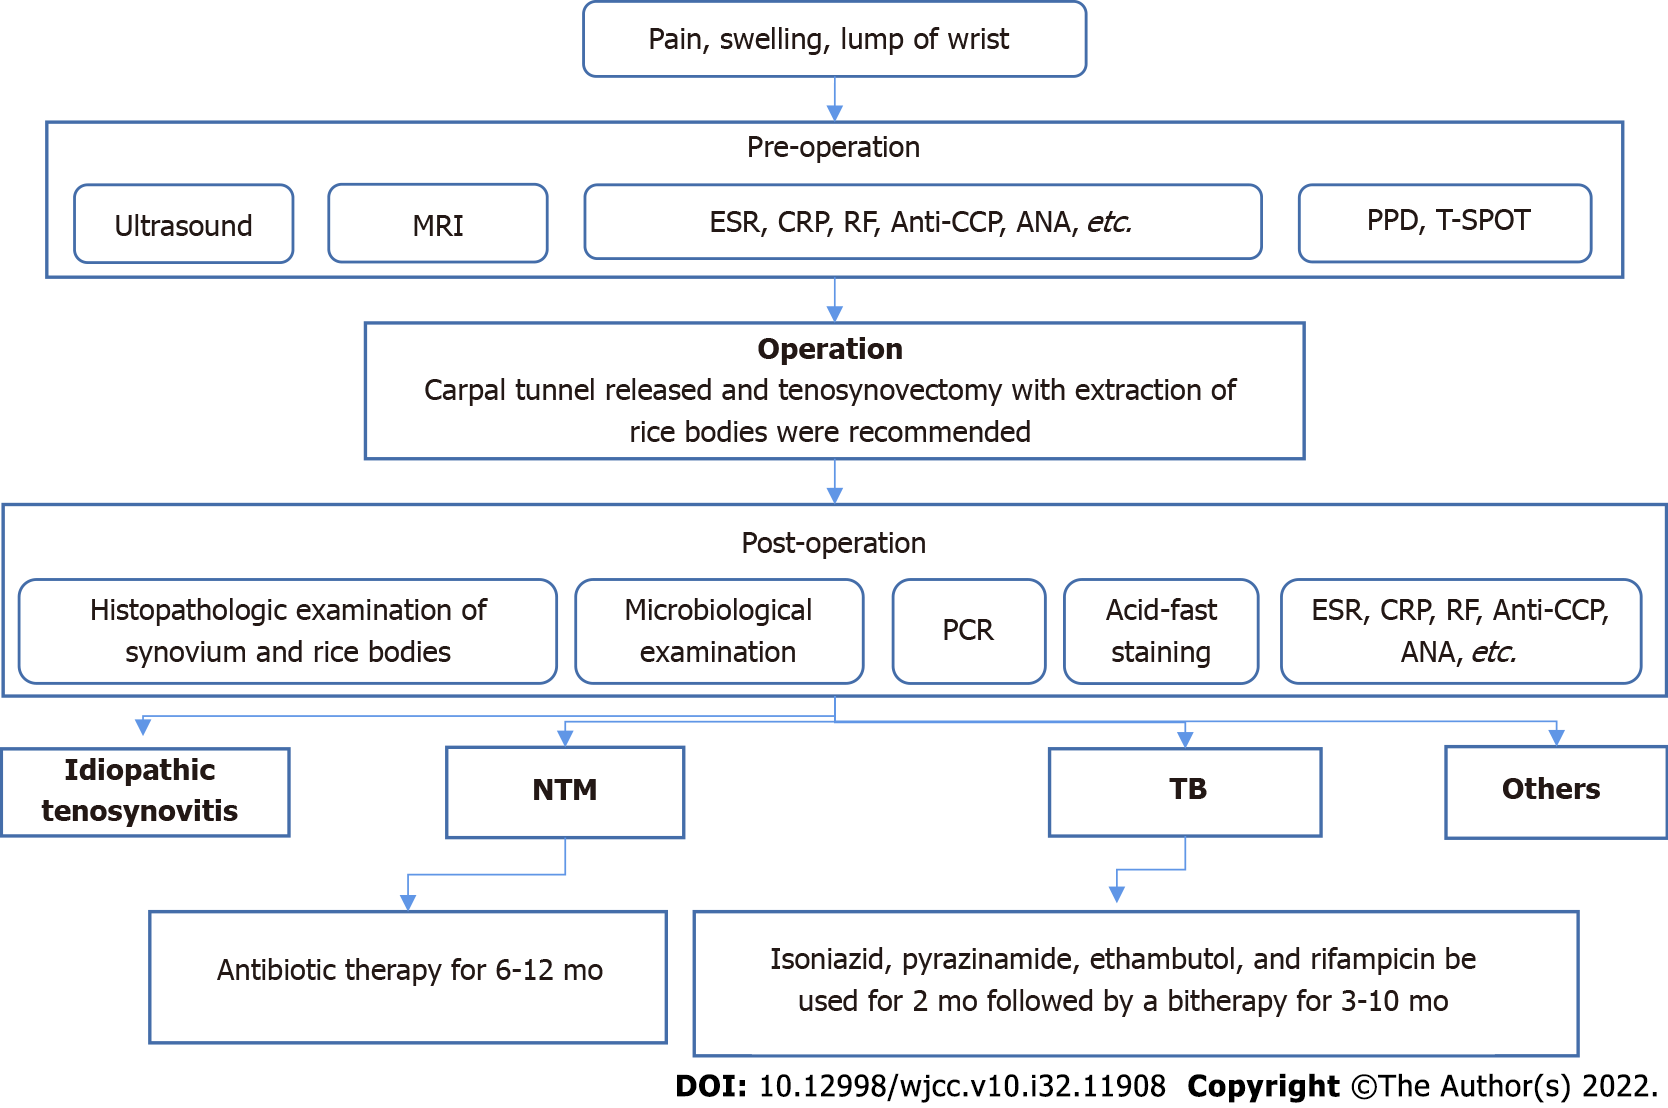 Pain, swelling, lump of wrist
Pre-operation
Ultrasound
MRI
ESR, CRP, RF, Anti-CCP, ANA, etc.
PPD, T-SPOT
Operation
Carpal tunnel released and tenosynovectomy with extraction of
rice bodies were recommended
Post-operation
Histopathologic examination of
synovium and rice bodies
Microbiological
examination
PCR
Acid-fast
staining
ESR, CRP, RF, Anti-CCP,
ANA, etc.
Idiopathic
tenosynovitis
NTM
TB
Others
Antibiotic therapy for 6-12 mo
Isoniazid, pyrazinamide, ethambutol, and rifampicin be
used for 2 mo followed by a bitherapy for 3-10 mo
DOI: 10.12998/wjcc.v10.i32.11908 Copyright ©The Author(s) 2022.